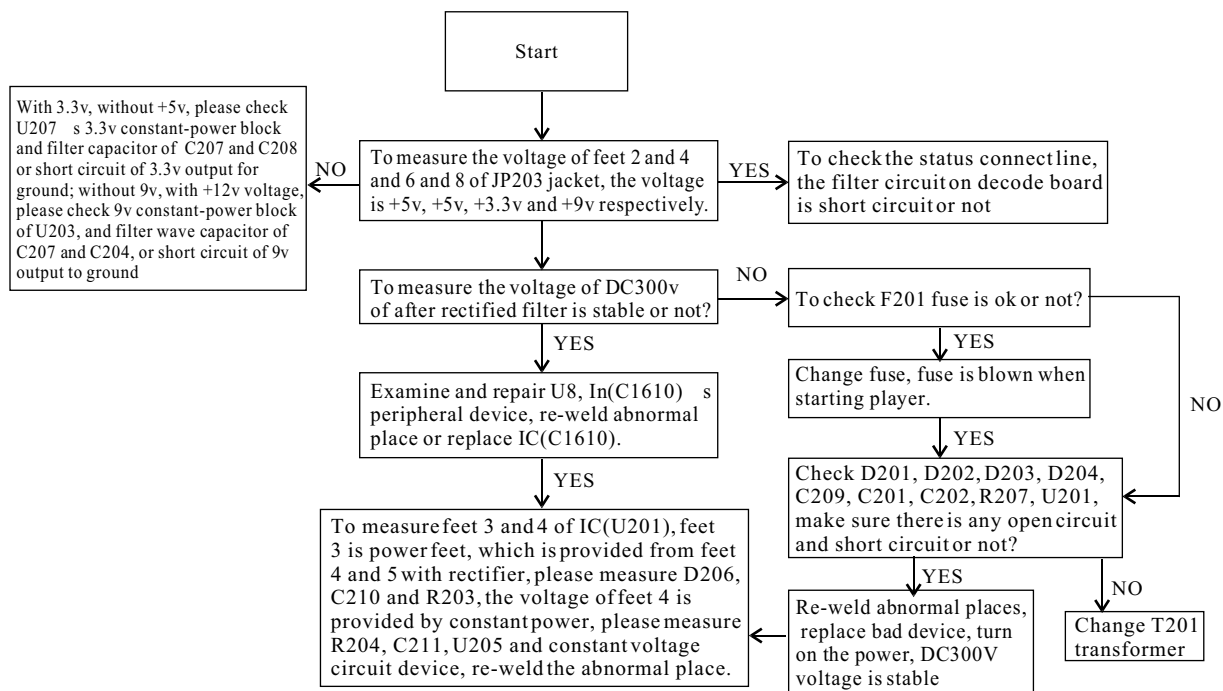 Start
With 3.3v, without +5v, please check
U207 s 3.3v constant-power block
and filter capacitor of C207 and C208
or short circuit of 3.3v output for
ground; without 9v, with +12v voltage,
please check 9v constant-power block
of U203, and filter wave capacitor of
C207 and C204, or short circuit of 9v
output to ground
NO
To measure the voltage of feet 2 and 4
and 6 and 8 of JP203 jacket, the voltage
is +5v, +5v, +3.3v and +9v respectively.
YES
To check the status connect line,
the filter circuit on decode board
is short circuit or not
To measure the voltage of DC300v
of after rectified filter is stable or not?
NO
To check F201 fuse is ok or not?
YES
YES
Examine and repair U8, In(C1610) s
peripheral device, re-weld abnormal
place or replace IC(C1610).
Change fuse, fuse is blown when
starting player.
NO
YES
YES
Check D201, D202, D203, D204,
C209, C201, C202, R207, U201,
make sure there is any open circuit
and short circuit or not?
To measure feet 3 and 4 of IC(U201), feet
3 is power feet, which is provided from feet
4 and 5 with rectifier, please measure D206,
C210 and R203, the voltage of feet 4 is
provided by constant power, please measure
R204, C211, U205 and constant voltage
circuit device, re-weld the abnormal place.
YES
NO
Re-weld abnormal places,
replace bad device, turn
on the power, DC300V
voltage is stable
Change T201
transformer